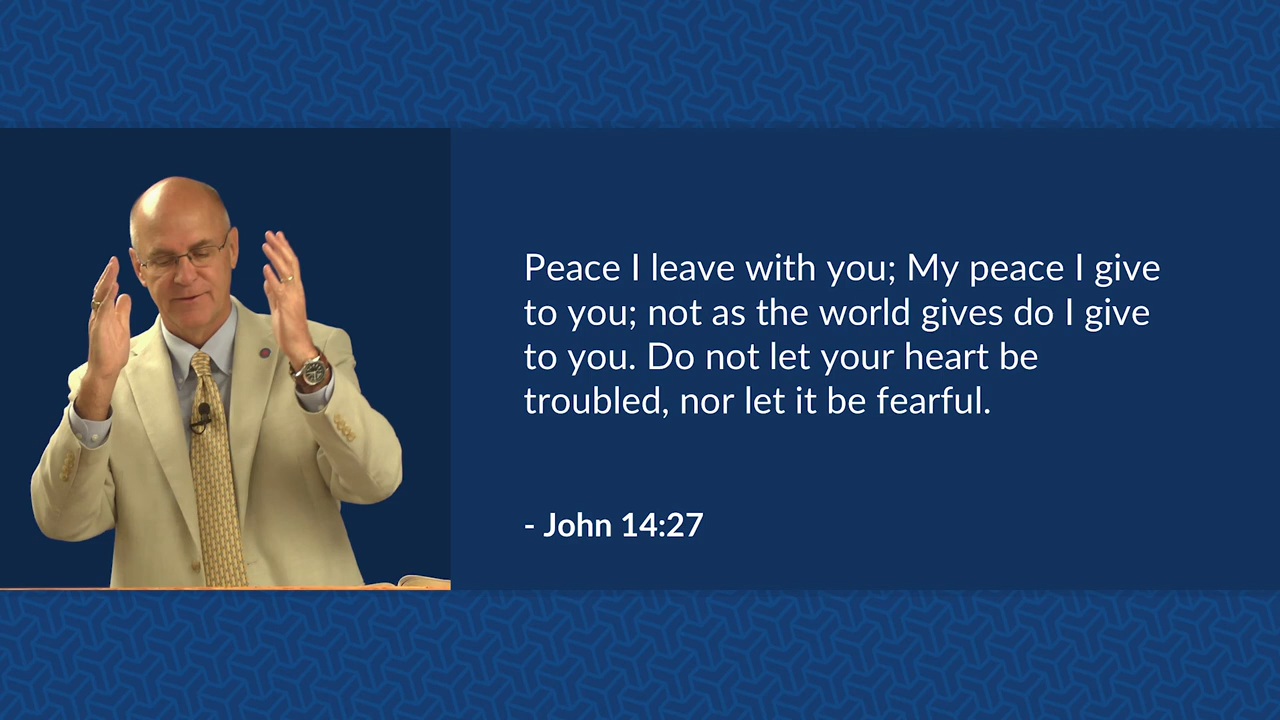 Peace I leave with you; My peace I give
to you; not as the world gives do I give
to you. Do not let your heart be
troubled, nor let it be fearful.
- John 14:27